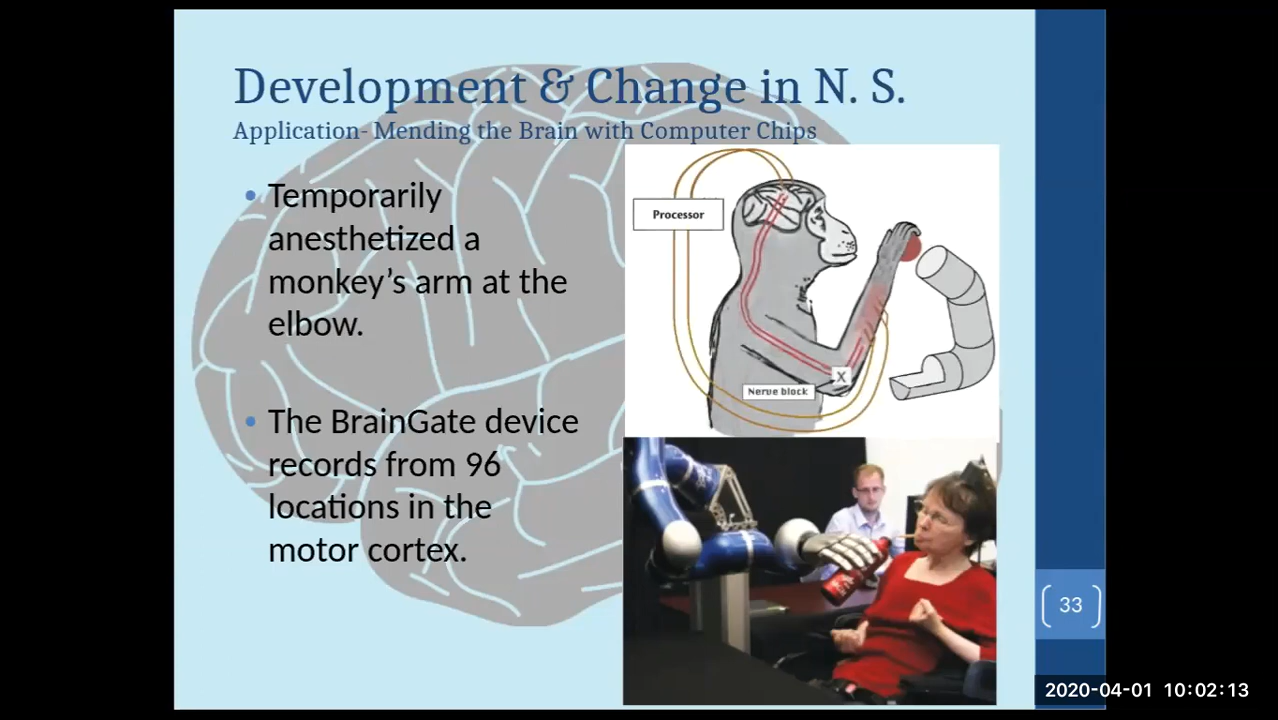 Development & Change in N. S.
Application- Mending the Brain with Computer Chips
• Temporarily
anesthetized a
monkey’s arm at the
elbow.
• The BrainGate device
records from 96
locations in the
motor cortex.
Processor
X
Nerve block
33
2020-04-01 10:02:13